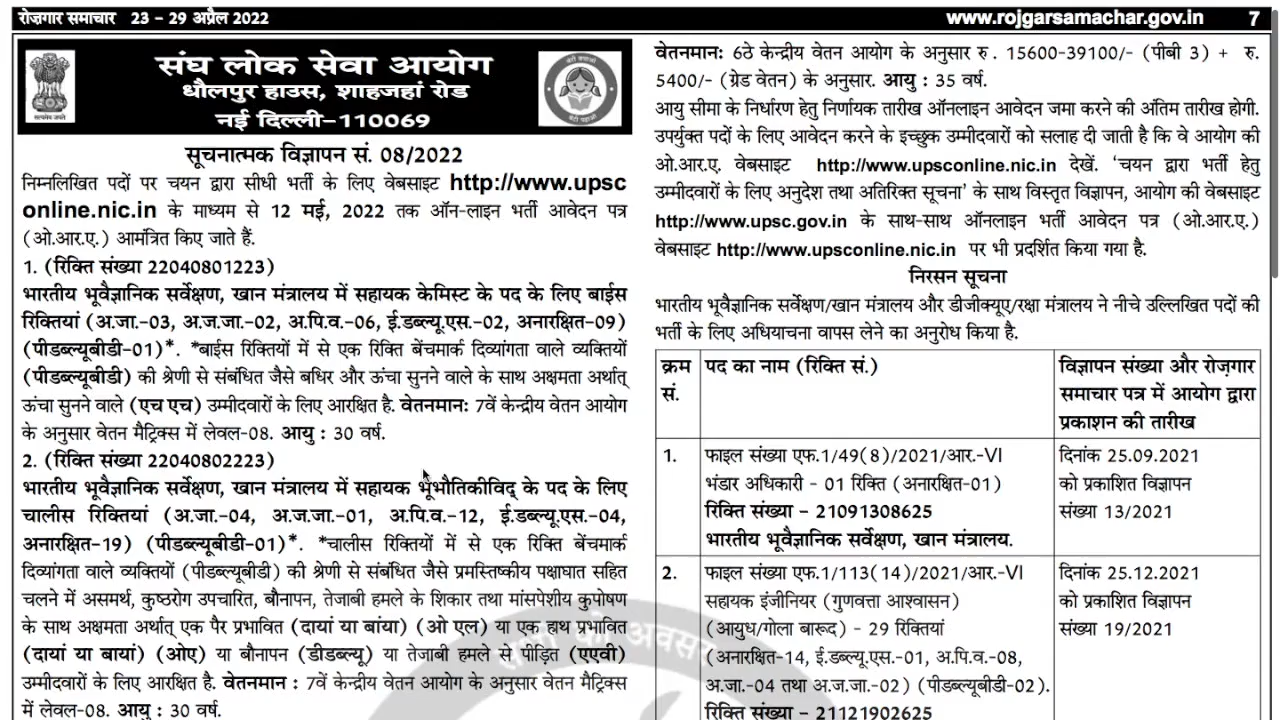 रोज़गार समाचार 23 - 29 अप्रैल 2022
www.rojgarsamachar.gov.in 7
संघ लोक सेवा आयोग
धौलपुर हाउस, शाहजहां रोड
नई दिल्ली-110069
सूचनात्मक विज्ञापन सं. 08/2022
निम्नलिखित पदों पर चयन द्वारा सीधी भर्ती के लिए वेबसाइट http://www.upsc
online.nic.in के माध्यम से 12 मई, 2022 तक ऑन-लाइन भर्ती आवेदन पत्र
(ओ.आर.ए.) आमंत्रित किए जाते हैं.
1. (रिक्ति संख्या 22040801223)
भारतीय भूवैज्ञानिक सर्वेक्षण, खान मंत्रालय में सहायक केमिस्ट के पद के लिए बाईस
रिक्तियां (अ.जा.-03, अ.ज.जा.-02, अ.पि.व.-06, ई.डब्ल्यू.एस.-02, अनारक्षित-09)
(पीडब्ल्यूबीडी-01)*. *बाईस रिक्तियों में से एक रिक्ति बेंचमार्क दिव्यांगता वाले व्यक्तियों
(पीडब्ल्यूबीडी) की श्रेणी से संबंधित जैसे बधिर और ऊंचा सुनने वाले के साथ अक्षमता अर्थात्
ऊंचा सुनने वाले (एच एच) उम्मीदवारों के लिए आरक्षित है. वेतनमान: 7वें केन्द्रीय वेतन आयोग
के अनुसार वेतन मैट्रिक्स में लेवल-08. आयु : 30 वर्ष.
2. (रिक्ति संख्या 22040802223)
भारतीय भूवैज्ञानिक सर्वेक्षण, खान मंत्रालय में सहायक भूभौतिकीविद् के पद के लिए
चालीस रिक्तियां (अ.जा.-04, अ.ज.जा.-01, अ.पि.व.-12, ई.डब्ल्यू.एस.-04,
अनारक्षित-19) (पीडब्ल्यूबीडी-01)*. *चालीस रिक्तियों में से एक रिक्ति बेंचमार्क
दिव्यांगता वाले व्यक्तियों (पीडब्ल्यूबीडी) की श्रेणी से संबंधित जैसे प्रमस्तिष्कीय पक्षाघात सहित
चलने में असमर्थ, कुष्ठरोग उपचारित, बौनापन, तेजाबी हमले के शिकार तथा मांसपेशीय कुपोषण
के साथ अक्षमता अर्थात् एक पैर प्रभावित (दायां या बांया) (ओ एल) या एक हाथ प्रभावित
(दायां या बायां) (ओए) या बौनापन (डीडब्ल्यू) या तेजाबी हमले से पीड़ित (एएवी)
उम्मीदवारों के लिए आरक्षित है. वेतनमान : 7वें केन्द्रीय वेतन आयोग के अनुसार वेतन मैट्रिक्स
में लेवल-08. आयु : 30 वर्ष.
वेतनमान: 6ठे केन्द्रीय वेतन आयोग के अनुसार रु . 15600-39100/- (पीबी 3) + रु.
5400/- (ग्रेड वेतन) के अनुसार. आयु : 35 वर्ष.
आयु सीमा के निर्धारण हेतु निर्णायक तारीख ऑनलाइन आवेदन जमा करने की अंतिम तारीख होगी.
उपर्युक्त पदों के लिए आवेदन करने के इच्छुक उम्मीदवारों को सलाह दी जाती है कि वे आयोग की
ओ.आर.ए. वेबसाइट http://www.upsconline.nic.in देखें. ‘चयन द्वारा भर्ती हेतु
उम्मीदवारों के लिए अनुदेश तथा अतिरिक्त सूचना’ के साथ विस्तृत विज्ञापन, आयोग की वेबसाइट
http://www.upsc.gov.in के साथ-साथ ऑनलाइन भर्ती आवेदन पत्र (ओ.आर.ए.)
वेबसाइट http://www.upsconline.nic.in पर भी प्रदर्शित किया गया है.
निरसन सूचना
भारतीय भूवैज्ञानिक सर्वेक्षण/खान मंत्रालय और डीजीक्यूए/रक्षा मंत्रालय ने नीचे उल्लिखित पदों की
भर्ती के लिए अधियाचना वापस लेने का अनुरोध किया है.
क्रम पद का नाम (रिक्ति सं.) विज्ञापन संख्या और रोज़गार
सं. समाचार पत्र में आयोग द्वारा
प्रकाशन की तारीख
1. फाइल संख्या एफ.1/49(8)/2021/आर.-VI दिनांक 25.09.2021
भंडार अधिकारी - 01 रिक्ति (अनारक्षित-01) को प्रकाशित विज्ञापन
रिक्ति संख्या - 21091308625 संख्या 13/2021
भारतीय भूवैज्ञानिक सर्वेक्षण, खान मंत्रालय.
2. फाइल संख्या एफ.1/113(14)/2021/आर.-VI दिनांक 25.12.2021
सहायक इंजीनियर (गुणवत्ता आश्वासन) को प्रकाशित विज्ञापन
(आयुध/गोला बारूद) - 29 रिक्तियां संख्या 19/2021
(अनारक्षित-14, ई.डब्ल्यू.एस.-01, अ.पि.व.-08,
अ.जा.-04 तथा अ.ज.जा.-02) (पीडब्ल्यूबीडी-02).
रिक्ति संख्या - 21121902625